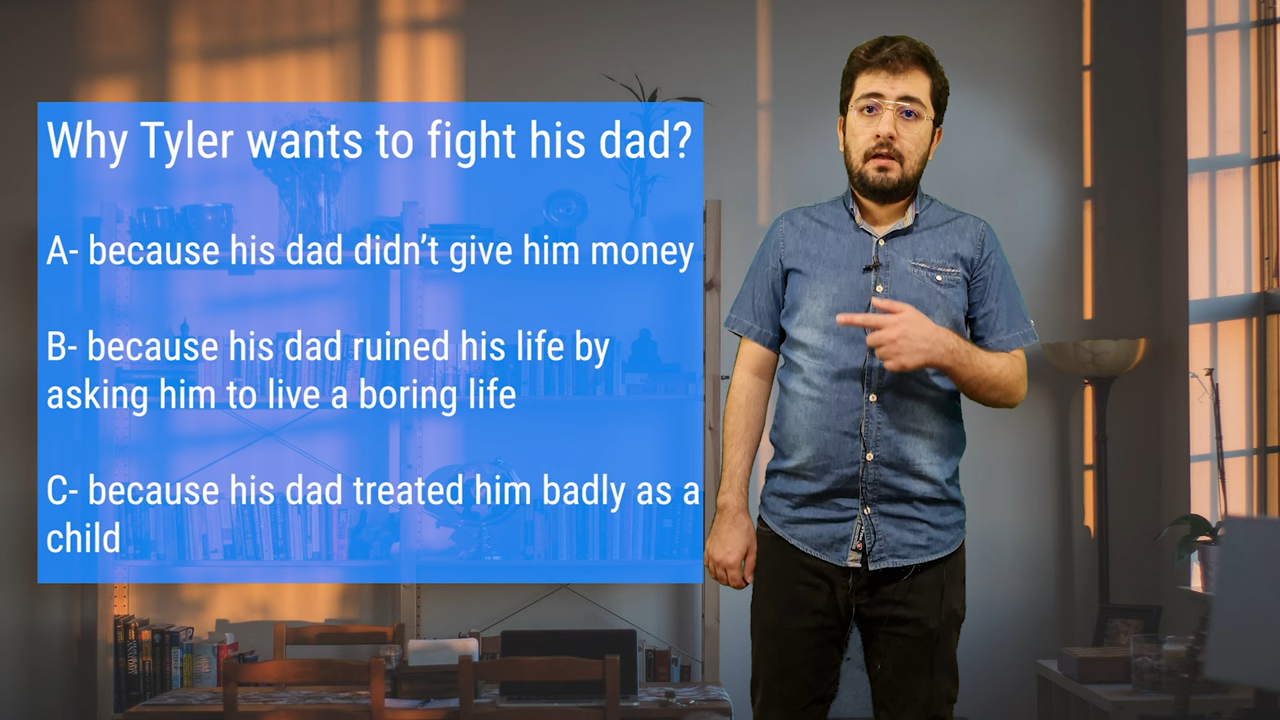 Why Tyler wants to fight his dad?
A- because his dad didn’t give him money
B- because his dad ruined his life by
asking him to live a boring life
C- because his dad treated him badly as a
child